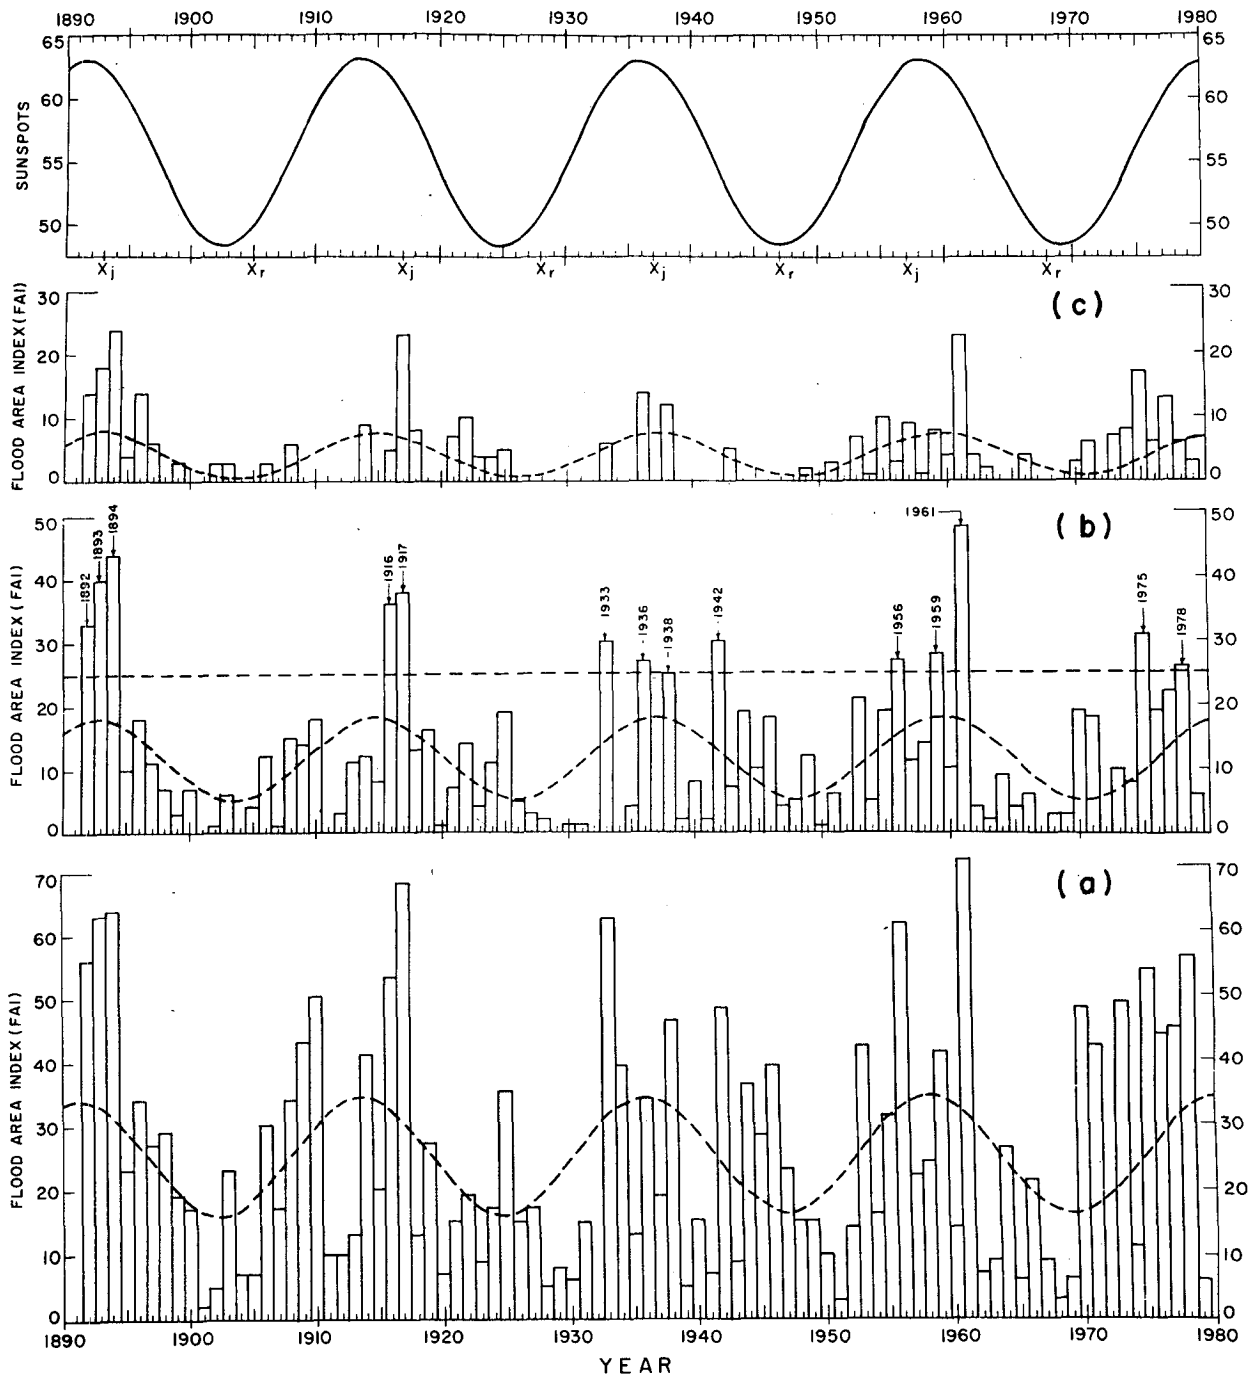 1890 1900 1910 1920 1930 1940 1950 1960 1970 1980
65 65
60 60
55 55
50 50
SUNSPOTS
Xj Xr Xj Xr Xj Xr Xj Xr
(c)
30 30
20 20
10 10
0 0
FLOOD AREA INDEX (FAI)
(b)
50 50
40 40
30 30
20 20
10 10
0 0
FLOOD AREA INDEX (FAI)
1892 1893 1894 1916 1917 1933 1936 1938 1942 1956 1959 1961 1975 1978
(a)
70 70
60 60
50 50
40 40
30 30
20 20
10 10
0 0
FLOOD AREA INDEX (FAI)
1890 1900 1910 1920 1930 1940 1950 1960 1970 1980
YEAR